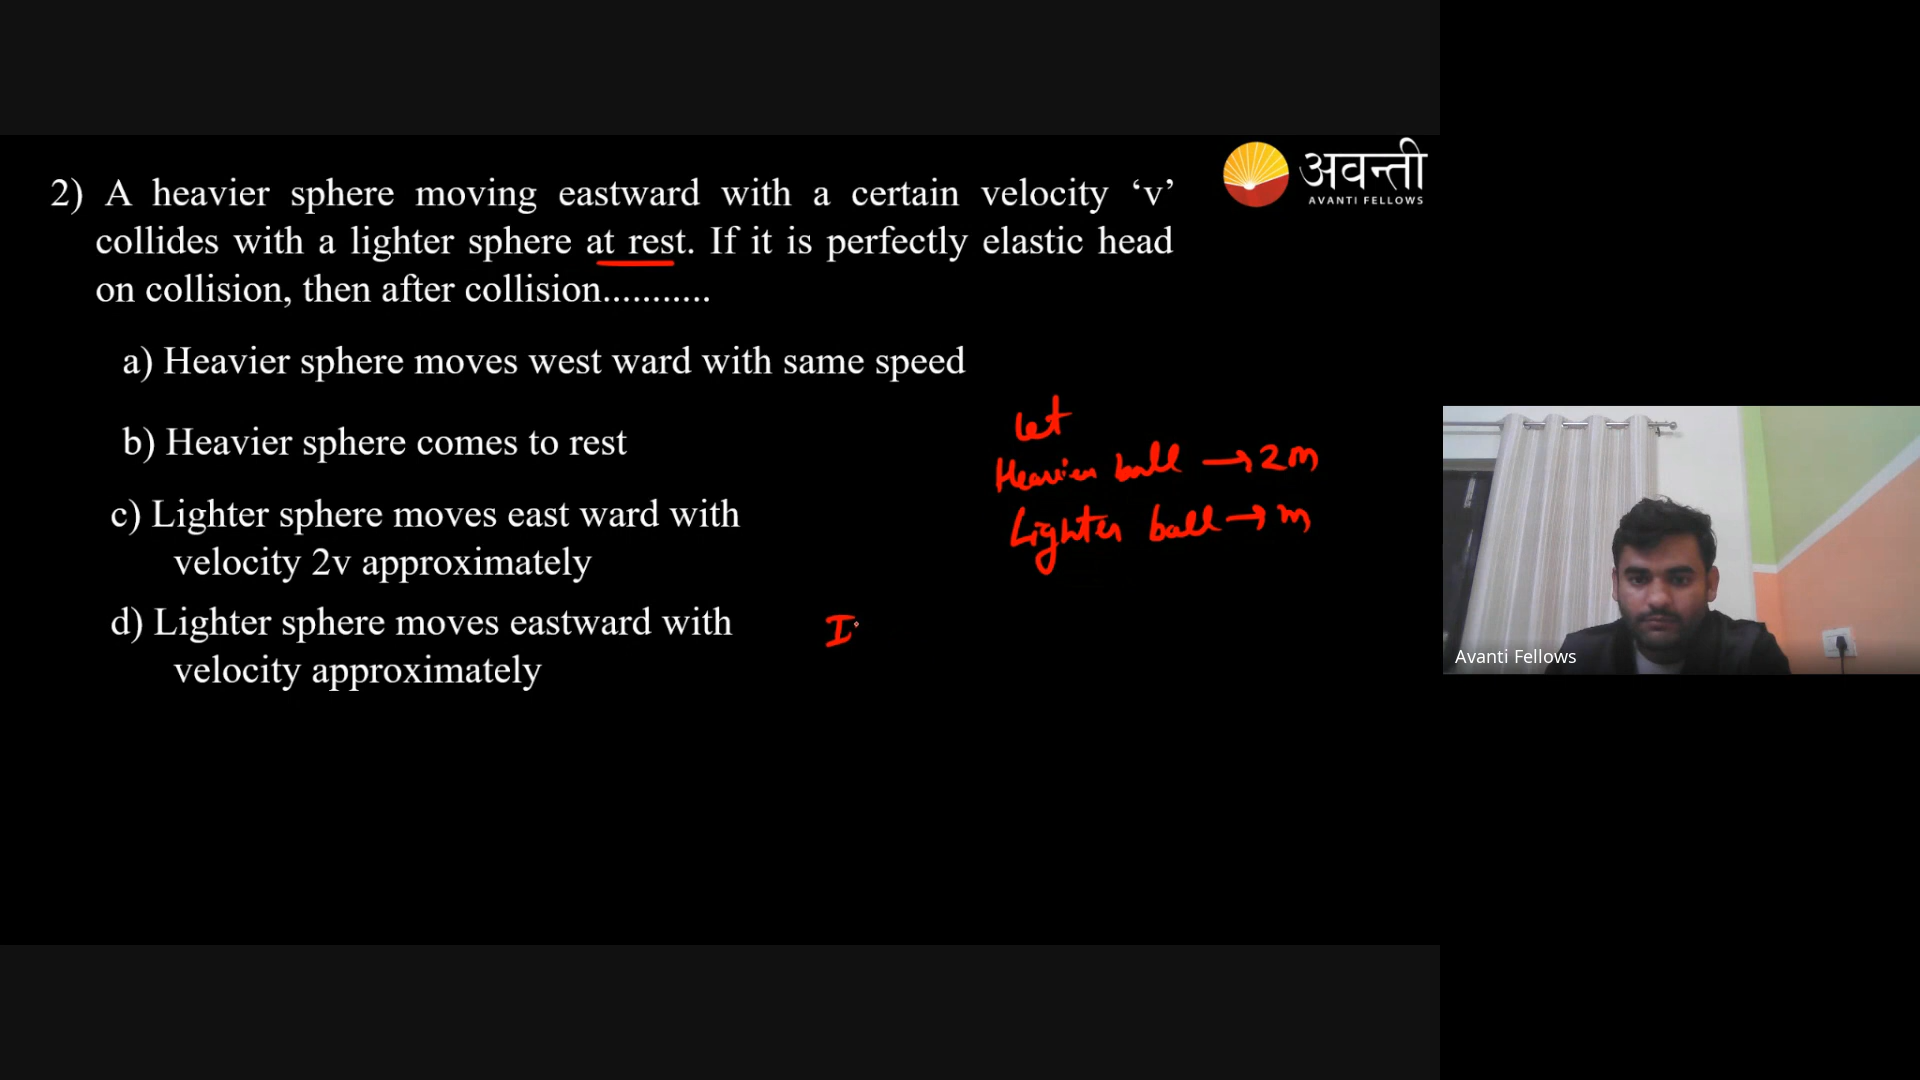 अवन्ती
AVANTI FELLOWS
2) A heavier sphere moving eastward with a certain velocity ‘v’
collides with a lighter sphere at rest. If it is perfectly elastic head
on collision, then after collision...........
a) Heavier sphere moves west ward with same speed
b) Heavier sphere comes to rest
c) Lighter sphere moves east ward with
velocity 2v approximately
d) Lighter sphere moves eastward with
velocity approximately
Let
Heavier ball → 2m
Lighter ball → m
I
Avanti Fellows